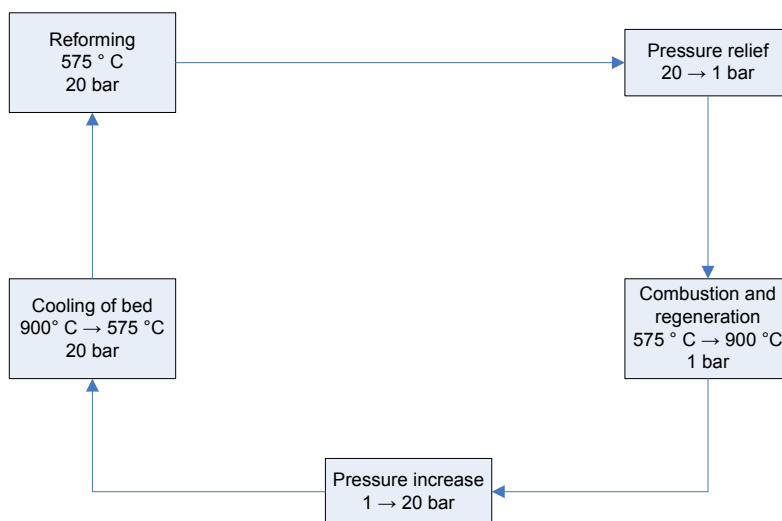 Reforming
575 ° C
20 bar
Pressure relief
20 → 1 bar
Combustion and
regeneration
575 ° C → 900 °C
1 bar
Pressure increase
1 → 20 bar
Cooling of bed
900° C → 575 °C
20 bar